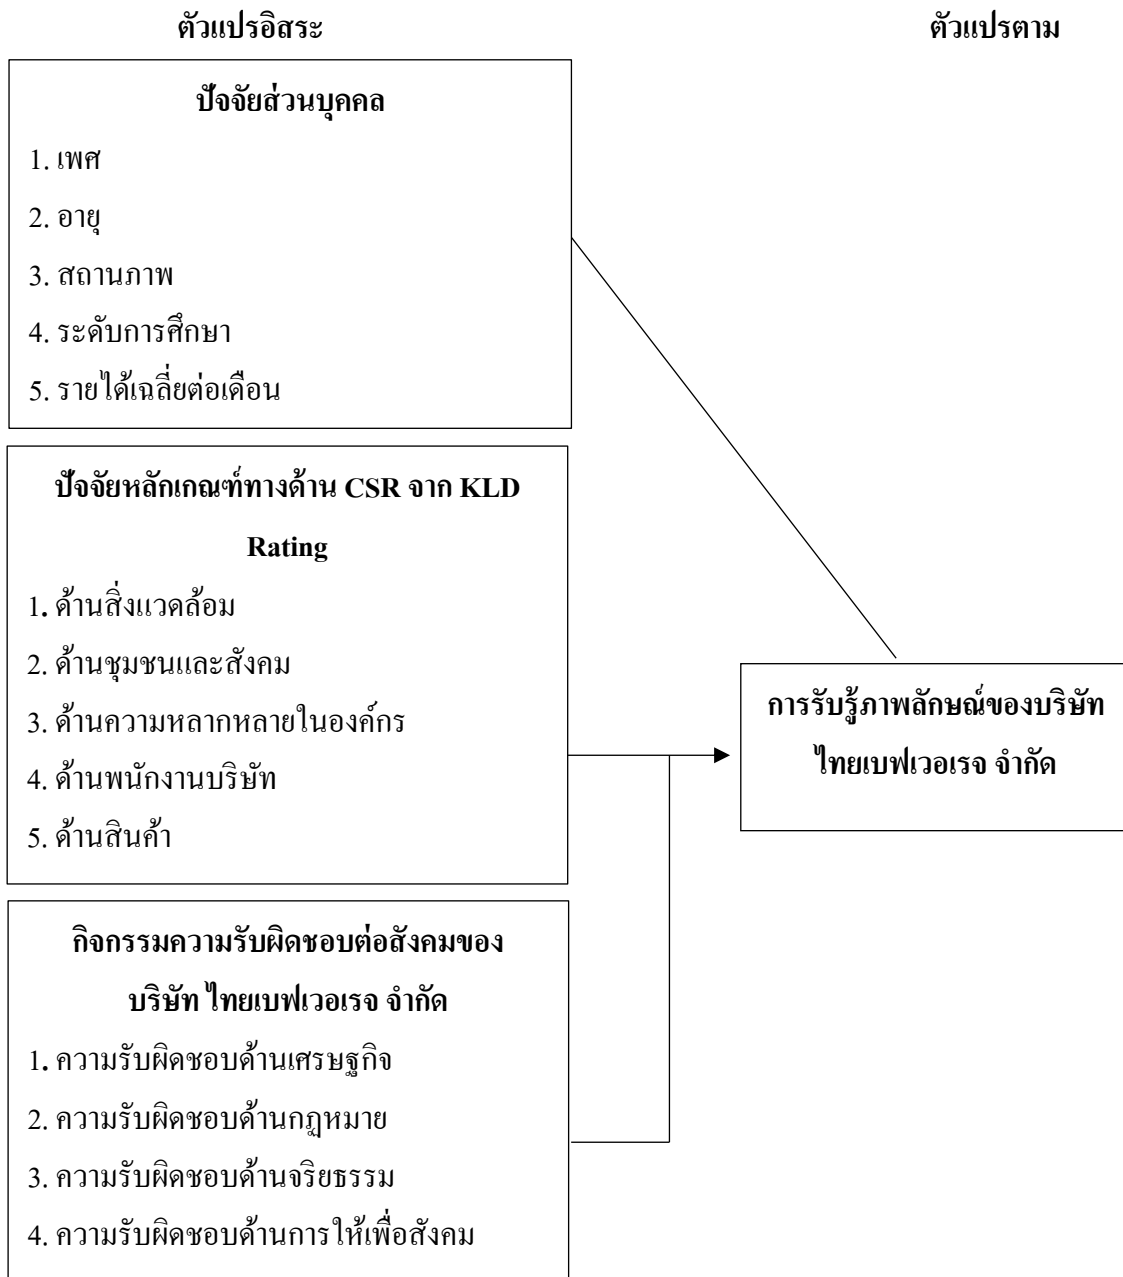 ตัวแปรอิสระ
ตัวแปรตาม
ปัจจัยส่วนบุคคล
1. เพศ
2. อายุ
3. สถานภาพ
4. ระดับการศึกษา
5. รายได้เฉลี่ยต่อเดือน
ปัจจัยหลักเกณฑ์ทางด้าน CSR จาก KLD
Rating
1. ด้านสิ่งแวดล้อม
2. ด้านชุมชนและสังคม
3. ด้านความหลากหลายในองค์กร
4. ด้านพนักงานบริษัท
5. ด้านสินค้า
การรับรู้ภาพลักษณ์ของบริษัท
ไทยเบฟเวอเรจ จำกัด
กิจกรรมความรับผิดชอบต่อสังคมของ
บริษัท ไทยเบฟเวอเรจ จำกัด
1. ความรับผิดชอบด้านเศรษฐกิจ
2. ความรับผิดชอบด้านกฎหมาย
3. ความรับผิดชอบด้านจริยธรรม
4. ความรับผิดชอบด้านการให้เพื่อสังคม